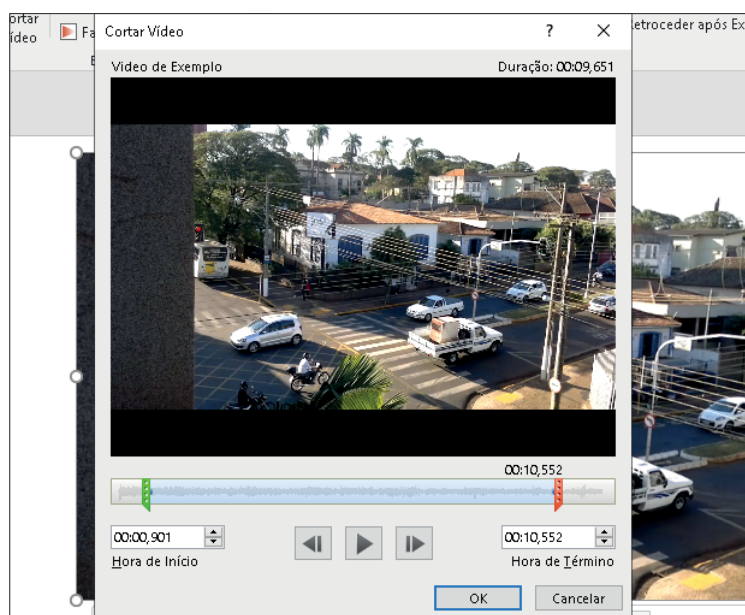 ortar
ídeo
Fa
Cortar Vídeo
?
etroceder após Ex
Video de Exemplo
Duração: 00:09,651
00:10,552
00:00,901
00:10,552
Hora de Início
Hora de Término
OK
Cancelar